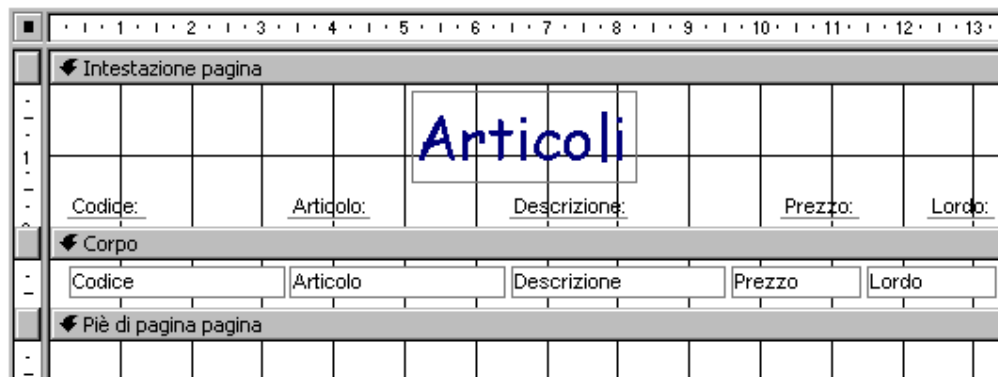 1 2 3 4 5 6 7 8 9 10 11 12 13
Intestazione pagina
Articoli
1
Codice: Articolo: Descrizione: Prezzo: Lordo:
Corpo
Codice Articolo Descrizione Prezzo Lordo
Piè di pagina pagina